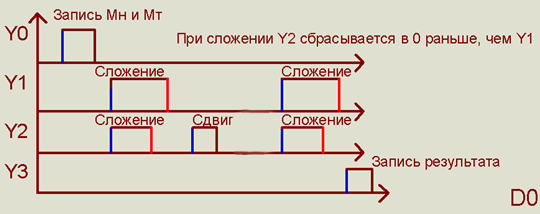 Запись Мн и Мт
Y0
При сложении Y2 сбрасывается в 0 раньше, чем Y1
Сложение Сложение
Y1
Сложение Сдвиг Сложение
Y2
Запись результата
Y3
D0